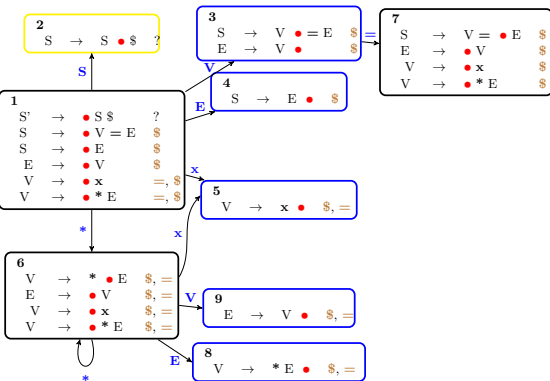 2
S → S • $ ?
3
S → V • = E $
E → V • $
=
7
S → V = • E $
E → • V $
V → • x $
V → • * E $
S
V
4
S → E • $
E
1
S' → • S $ ?
S → • V = E $
S → • E $
E → • V $
V → • x =, $
V → • * E =, $
x
5
V → x • $, =
*
x
6
V → * • E $, =
E → • V $, =
V → • x $, =
V → • * E $, =
V
9
E → V • $, =
E
8
V → * E • $, =
*